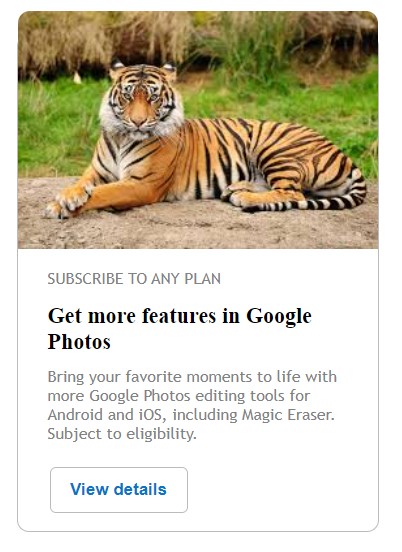 SUBSCRIBE TO ANY PLAN
Get more features in Google
Photos
Bring your favorite moments to life with
more Google Photos editing tools for
Android and iOS, including Magic Eraser.
Subject to eligibility.
View details